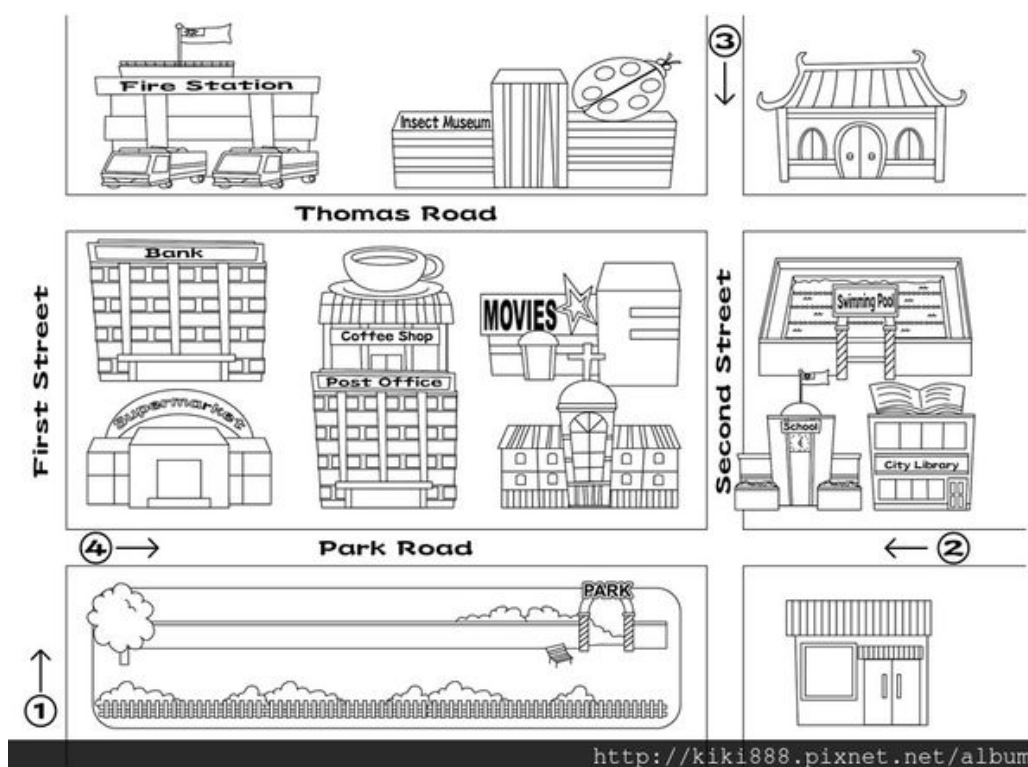 ③
Fire Station
Insect Museum
Thomas Road
Bank
Coffee Shop
MOVIES
Swimming Pool
First Street
Second Street
Post Office
Supermarket
School
City Library
④
Park Road
②
PARK
①
http://kiki888.pixnet.net/album